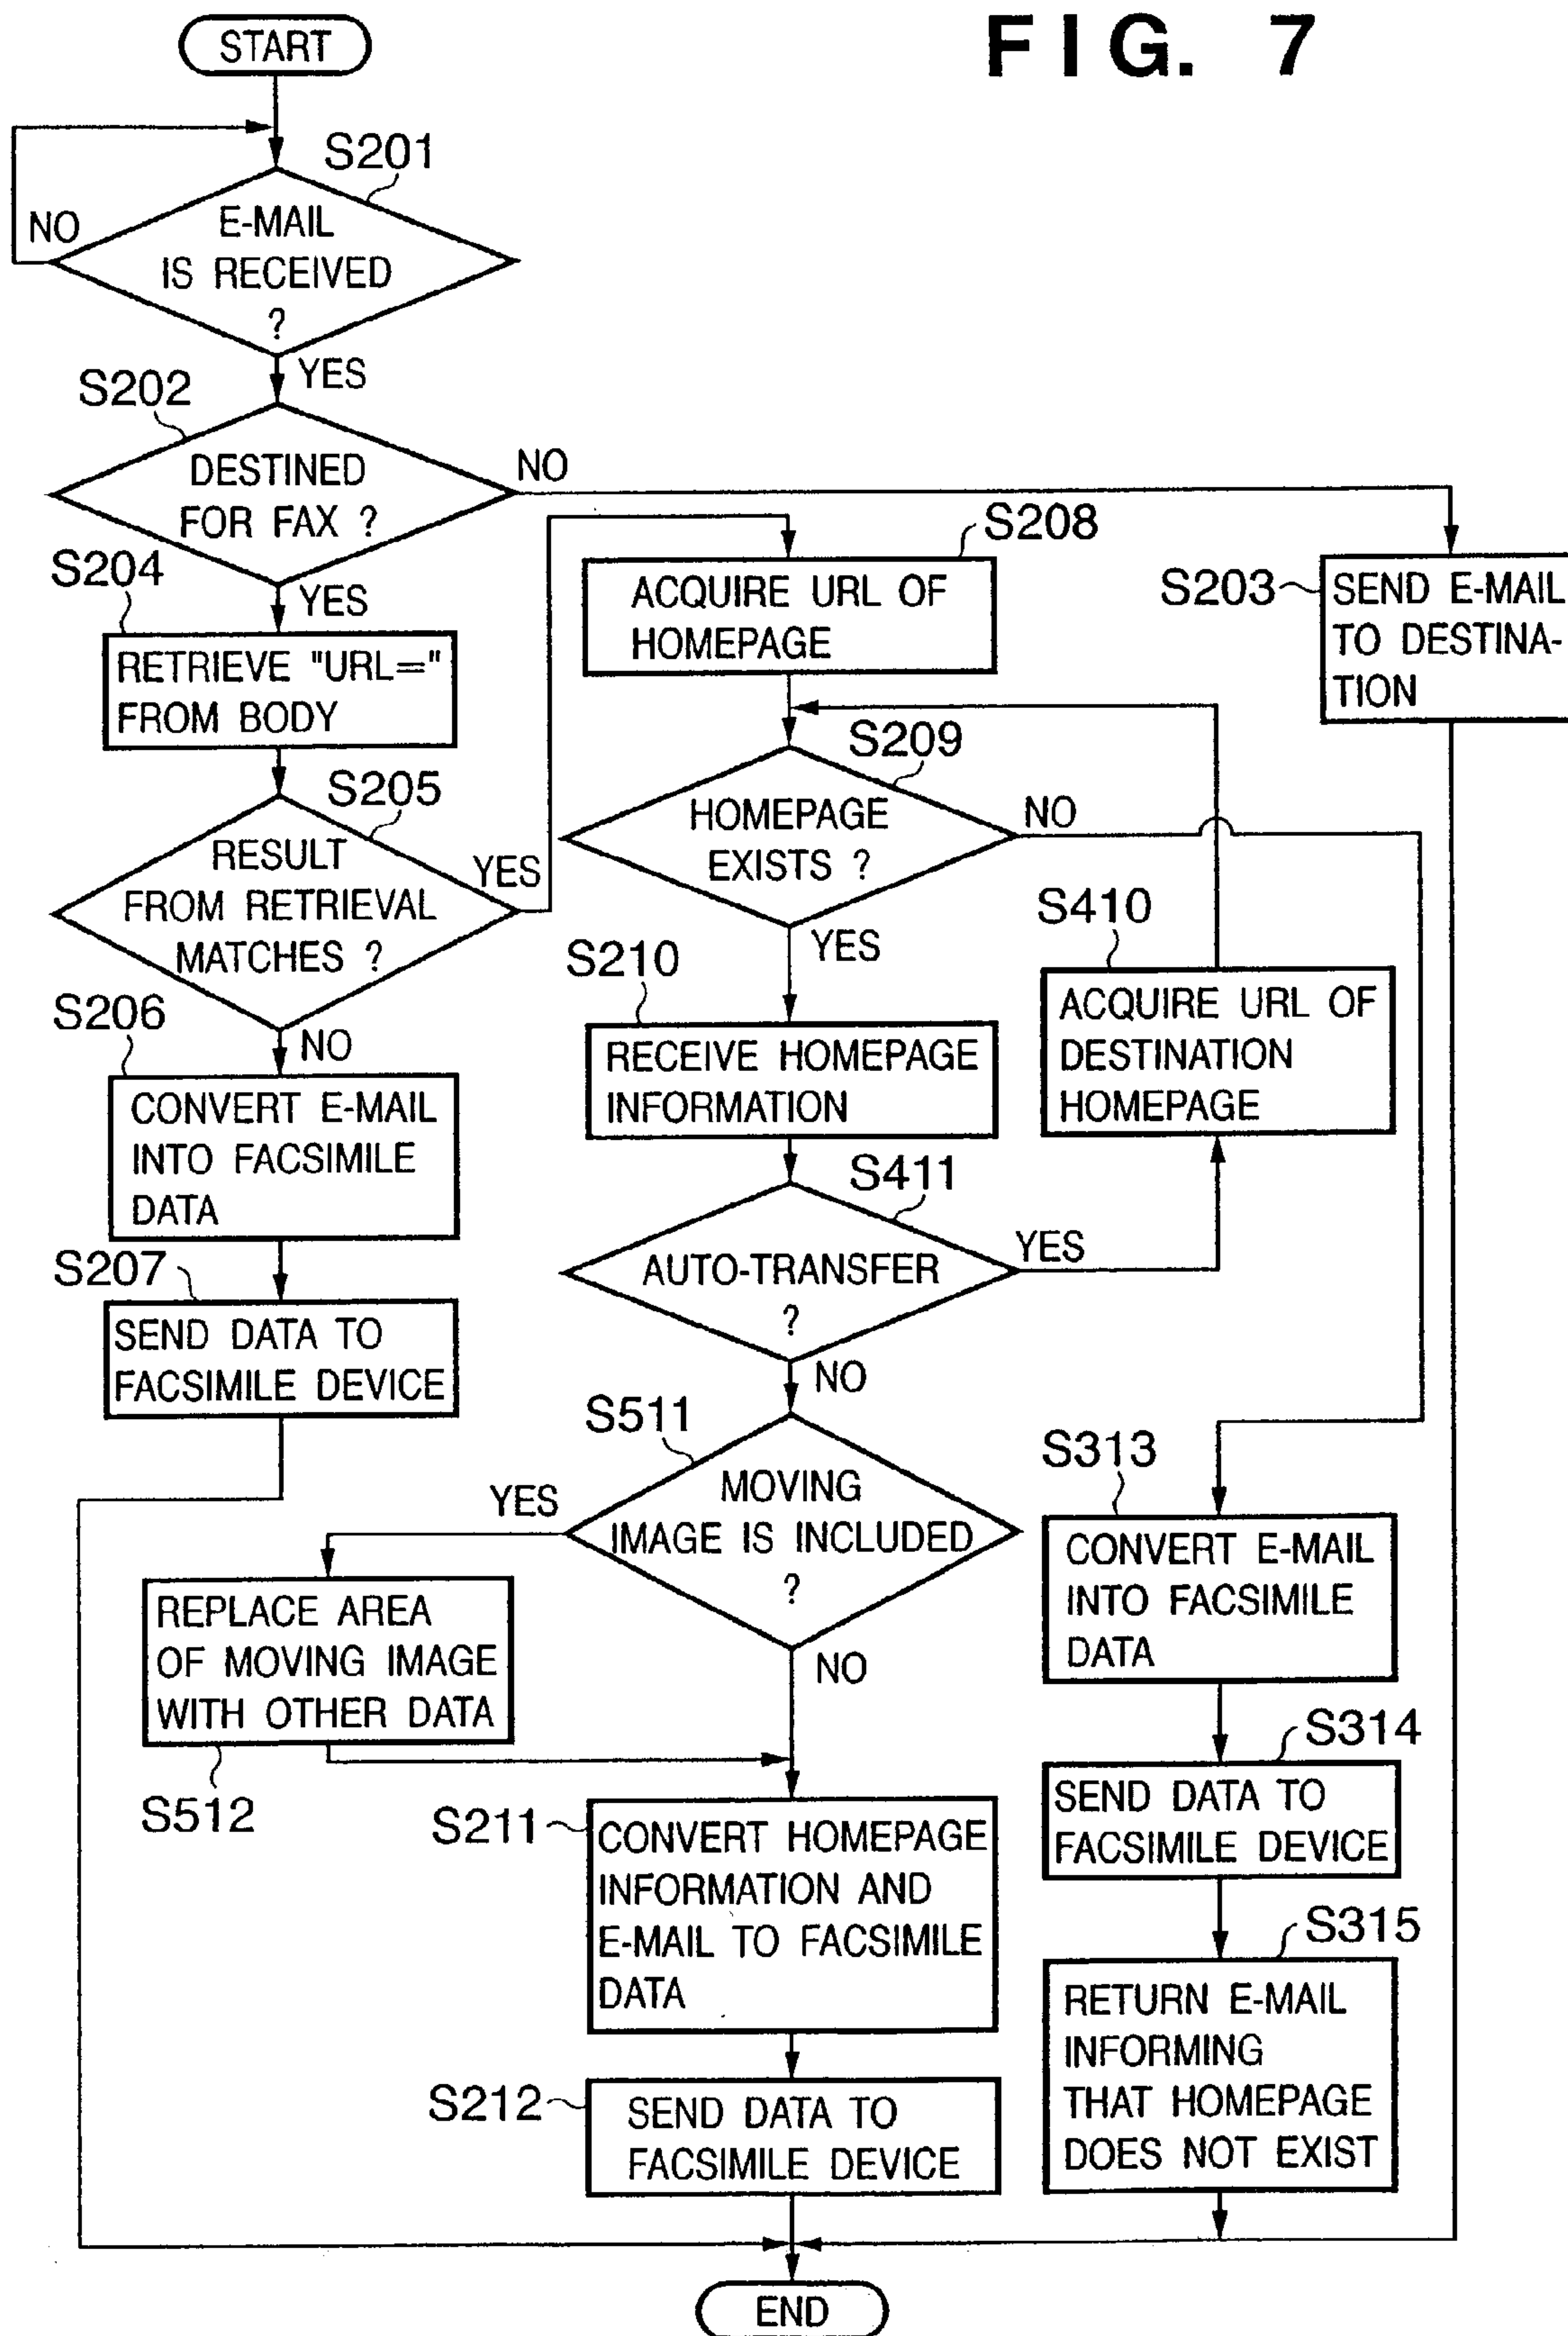 FIG. 7
START
S201
NO
E-MAIL
IS RECEIVED
?
YES
S202
DESTINED
FOR FAX ?
NO
YES
S203
SEND E-MAIL
TO DESTINA-
TION
S204
RETRIEVE "URL="
FROM BODY
S205
RESULT
FROM RETRIEVAL
MATCHES ?
YES
NO
S206
CONVERT E-MAIL
INTO FACSIMILE
DATA
S207
SEND DATA TO
FACSIMILE DEVICE
S208
ACQUIRE URL OF
HOMEPAGE
S209
HOMEPAGE
EXISTS ?
NO
YES
S210
RECEIVE HOMEPAGE
INFORMATION
S410
ACQUIRE URL OF
DESTINATION
HOMEPAGE
S411
AUTO-TRANSFER
?
YES
NO
S511
MOVING
IMAGE IS INCLUDED
?
YES
NO
REPLACE AREA
OF MOVING IMAGE
WITH OTHER DATA
S512
S211
CONVERT HOMEPAGE
INFORMATION AND
E-MAIL TO FACSIMILE
DATA
S212
SEND DATA TO
FACSIMILE DEVICE
S313
CONVERT E-MAIL
INTO FACSIMILE
DATA
S314
SEND DATA TO
FACSIMILE DEVICE
S315
RETURN E-MAIL
INFORMING
THAT HOMEPAGE
DOES NOT EXIST
END